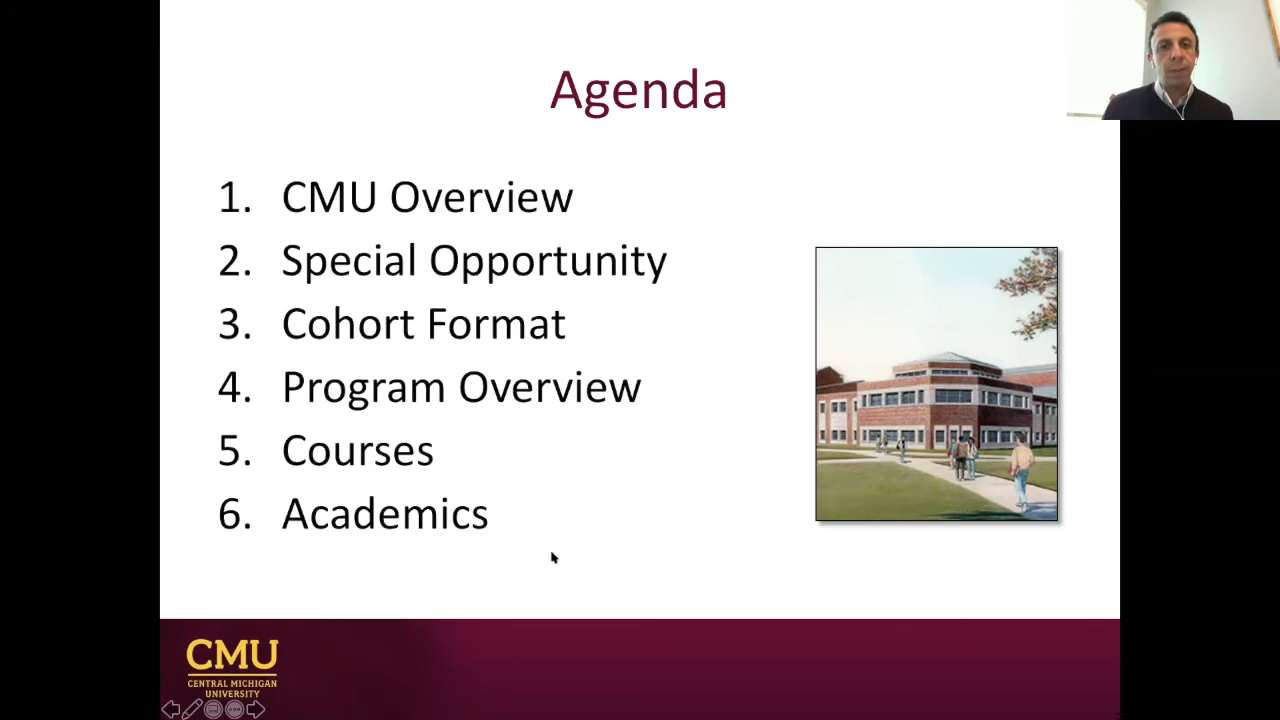 Agenda
1. CMU Overview
2. Special Opportunity
3. Cohort Format
4. Program Overview
5. Courses
6. Academics
CMU
CENTRAL MICHIGAN
UNIVERSITY